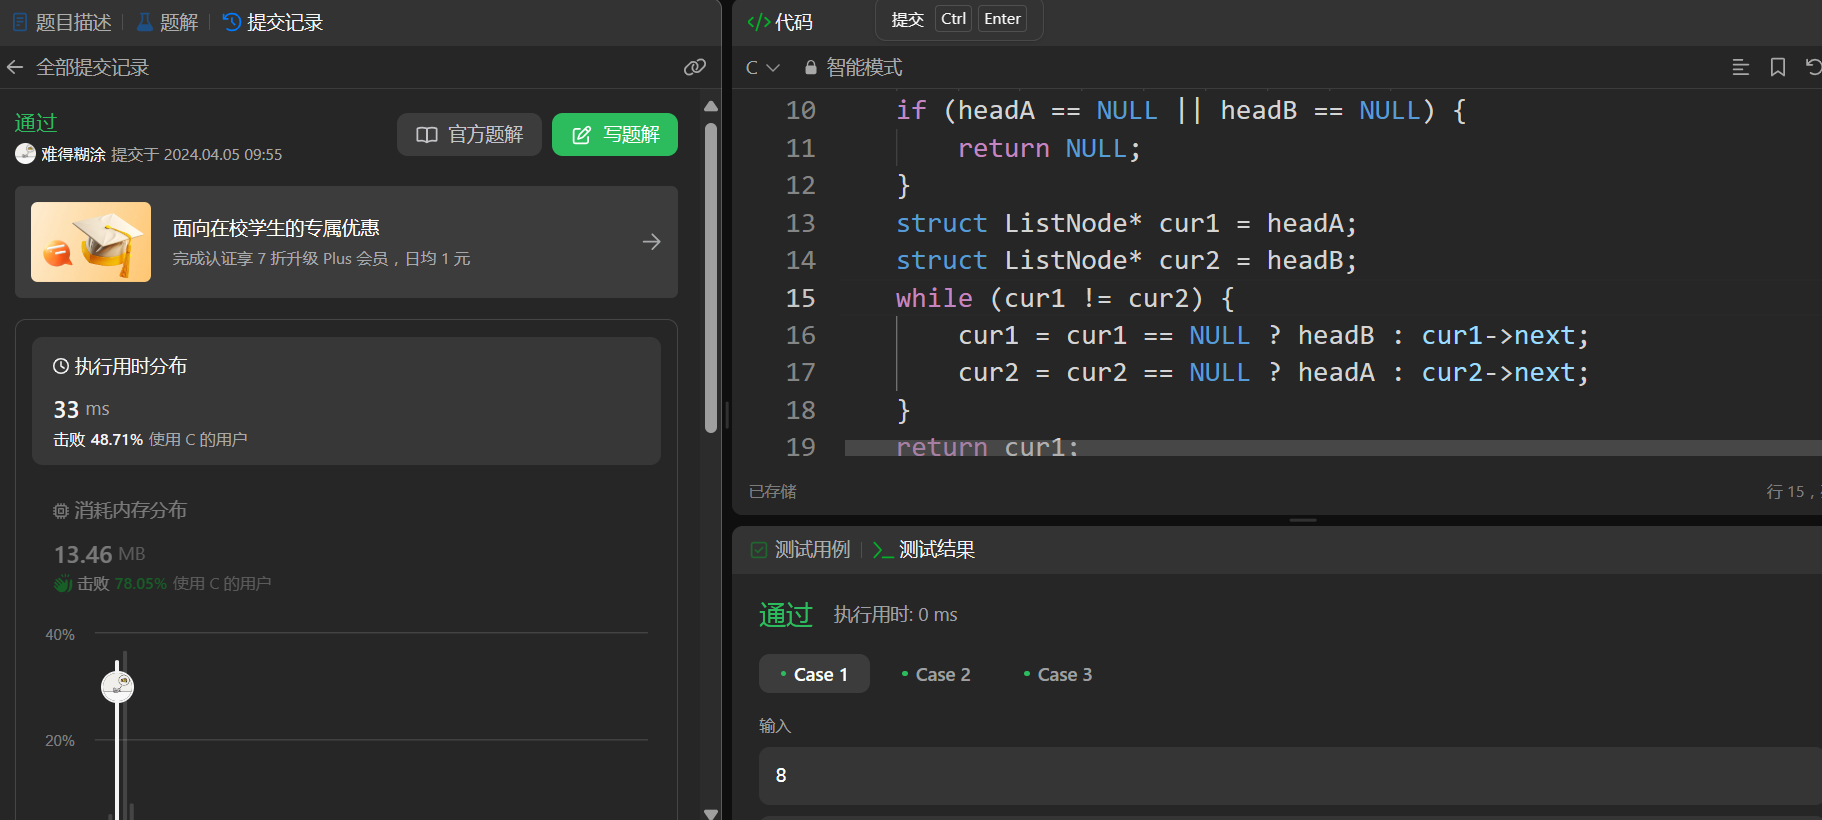 题目描述 | 题解 | 提交记录
全部提交记录
通过
难得糊涂 提交于 2024.04.05 09:55
官方题解
写题解
面向在校学生的专属优惠
完成认证享 7 折升级 Plus 会员，日均 1 元
执行用时分布
33 ms
击败 48.71% 使用 C 的用户
消耗内存分布
13.46 MB
击败 78.05% 使用 C 的用户
40%
20%
</> 代码
提交 Ctrl Enter
C 智能模式
10 if (headA == NULL || headB == NULL) {
11 return NULL;
12 }
13 struct ListNode* cur1 = headA;
14 struct ListNode* cur2 = headB;
15 while (cur1 != cur2) {
16 cur1 = cur1 == NULL ? headB : cur1->next;
17 cur2 = cur2 == NULL ? headA : cur2->next;
18 }
19 return cur1;
已存储
行 15，
测试用例 | >_ 测试结果
通过 执行用时: 0 ms
• Case 1 • Case 2 • Case 3
输入
8